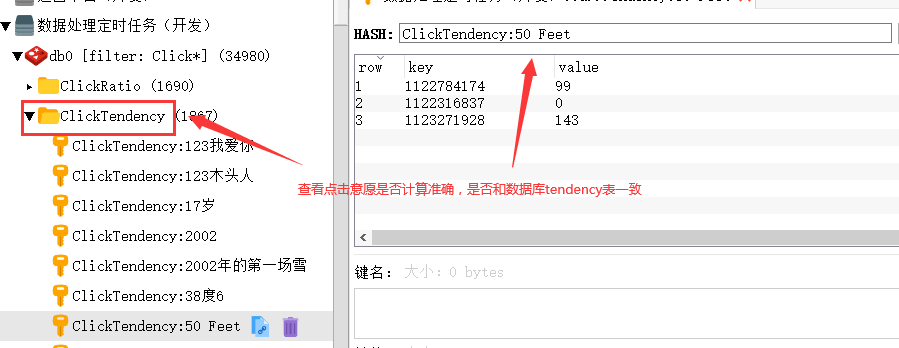 数据处理定时任务（开发）
db0 [filter: Click*] (34980)
ClickRatio (1690)
ClickTendency (1867)
ClickTendency:123我爱你
ClickTendency:123木头人
ClickTendency:17岁
ClickTendency:2002
ClickTendency:2002年的第一场雪
ClickTendency:38度6
ClickTendency:50 Feet
HASH: ClickTendency:50 Feet
row key value
1 1122784174 99
2 1122316837 0
3 1123271928 143
查看点击意愿是否计算准确，是否和数据库tendency表一致
键名: 大小: 0 bytes